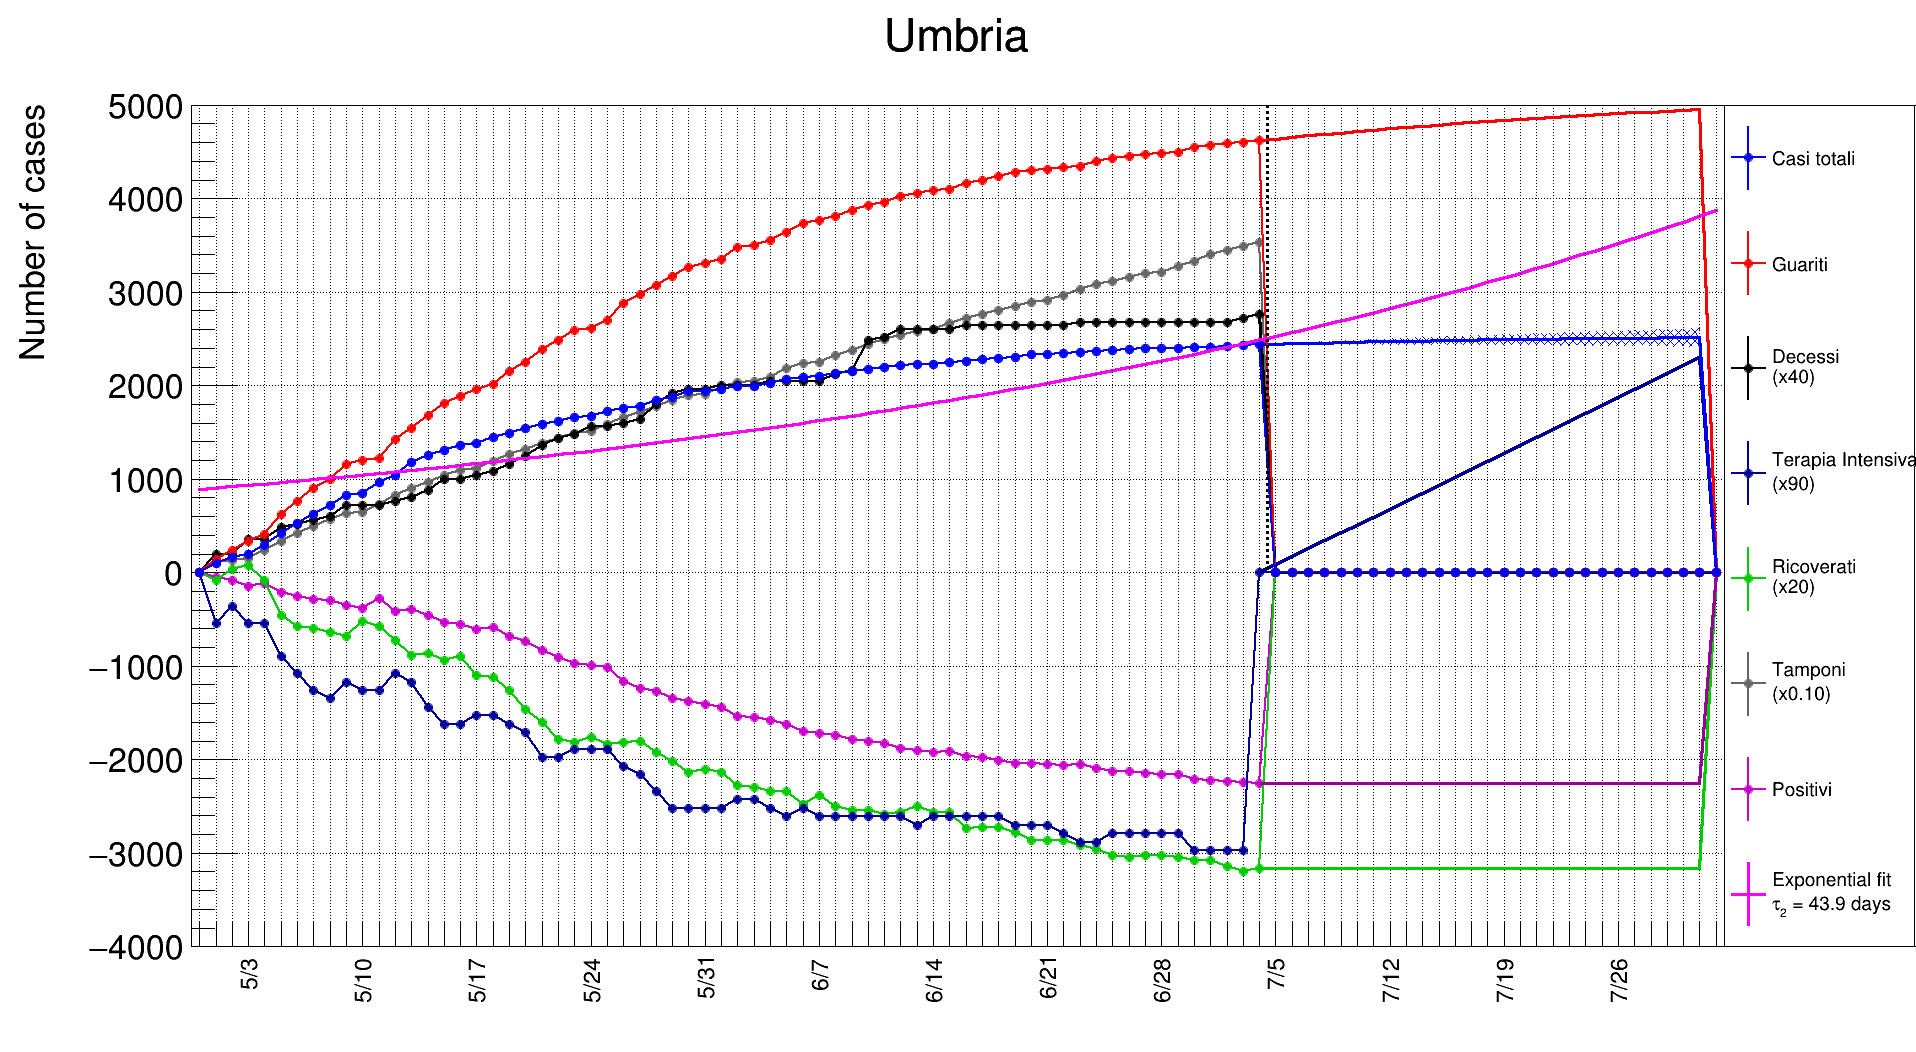 Umbria
Number of cases
5000
4000
3000
2000
1000
0
−1000
−2000
−3000
−4000
5/3
5/10
5/17
5/24
5/31
6/7
6/14
6/21
6/28
7/5
7/12
7/19
7/26
Casi totali
Guariti
Decessi
(x40)
Terapia Intensiva
(x90)
Ricoverati
(x20)
Tamponi
(x0.10)
Positivi
Exponential fit
τ2 = 43.9 days